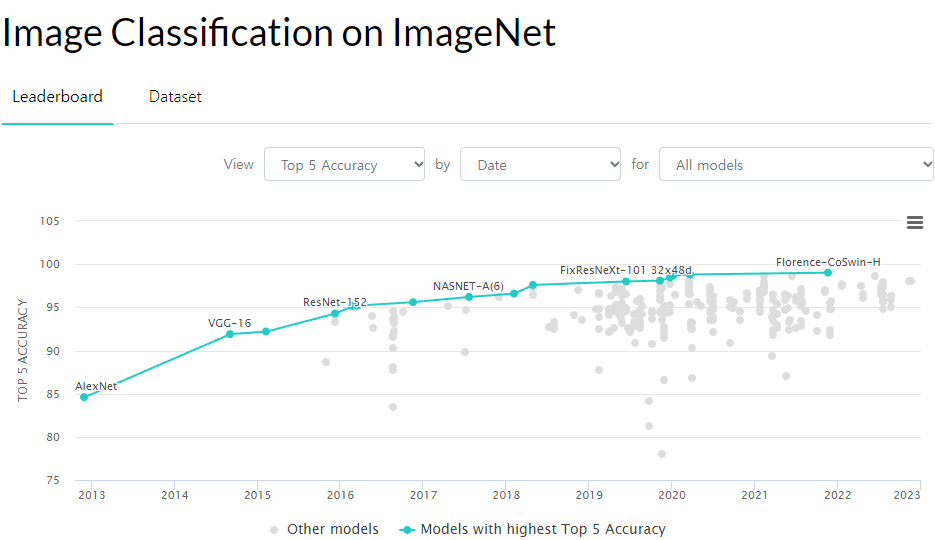 Image Classification on ImageNet
Leaderboard Dataset
View Top 5 Accuracy by Date for All models
105
100
95
90
85
80
75
TOP 5 ACCURACY
AlexNet
VGG-16
ResNet-152
NASNET-A(6)
FixResNeXt-101 32x48d
Florence-CoSwin-H
2013 2014 2015 2016 2017 2018 2019 2020 2021 2022 2023
Other models Models with highest Top 5 Accuracy